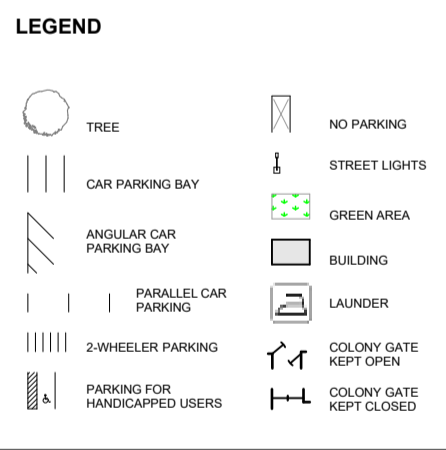 LEGEND
TREE
CAR PARKING BAY
ANGULAR CAR
PARKING BAY
PARALLEL CAR
PARKING
2-WHEELER PARKING
PARKING FOR
HANDICAPPED USERS
NO PARKING
STREET LIGHTS
GREEN AREA
BUILDING
LAUNDER
COLONY GATE
KEPT OPEN
COLONY GATE
KEPT CLOSED